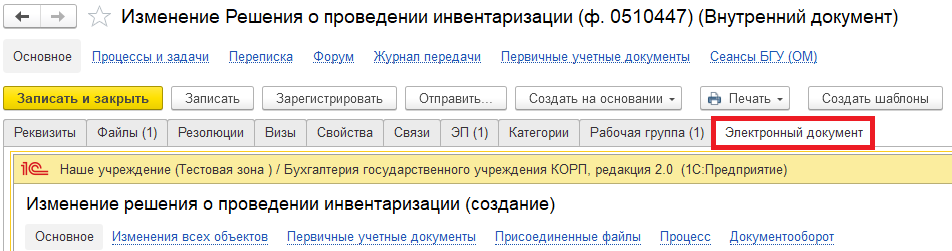 Изменение Решения о проведении инвентаризации (ф. 0510447) (Внутренний документ)
Основное Процессы и задачи Переписка Форум Журнал передачи Первичные учетные документы Сеансы БГУ (ОМ)
Записать и закрыть Записать Зарегистрировать Отправить... Создать на основании Печать Создать шаблоны
Реквизиты Файлы (1) Резолюции Визы Свойства Связи ЭП (1) Категории Рабочая группа (1) Электронный документ
1С Наше учреждение (Тестовая зона ) / Бухгалтерия государственного учреждения КОРП, редакция 2.0 (1С:Предприятие)
Изменение решения о проведении инвентаризации (создание)
Основное Изменения всех объектов Первичные учетные документы Присоединенные файлы Процесс Документооборот